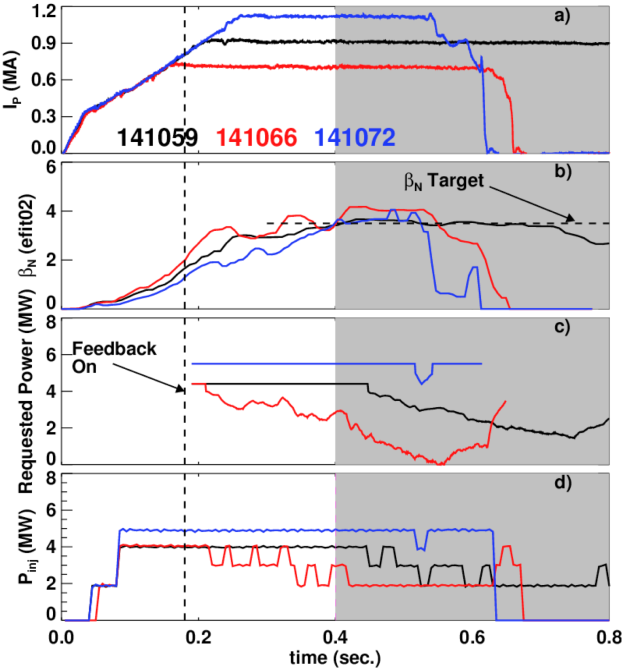 1.2
0.9
0.6
0.3
0.0
I_P (MA)
a)
141059 141066 141072
6
4
2
0
β_N (efit02)
b)
β_N Target
8
6
4
2
0
Requested Power (MW)
c)
Feedback
On
8
6
4
2
0
P_inj (MW)
d)
0.0 0.2 0.4 0.6 0.8
time (sec.)